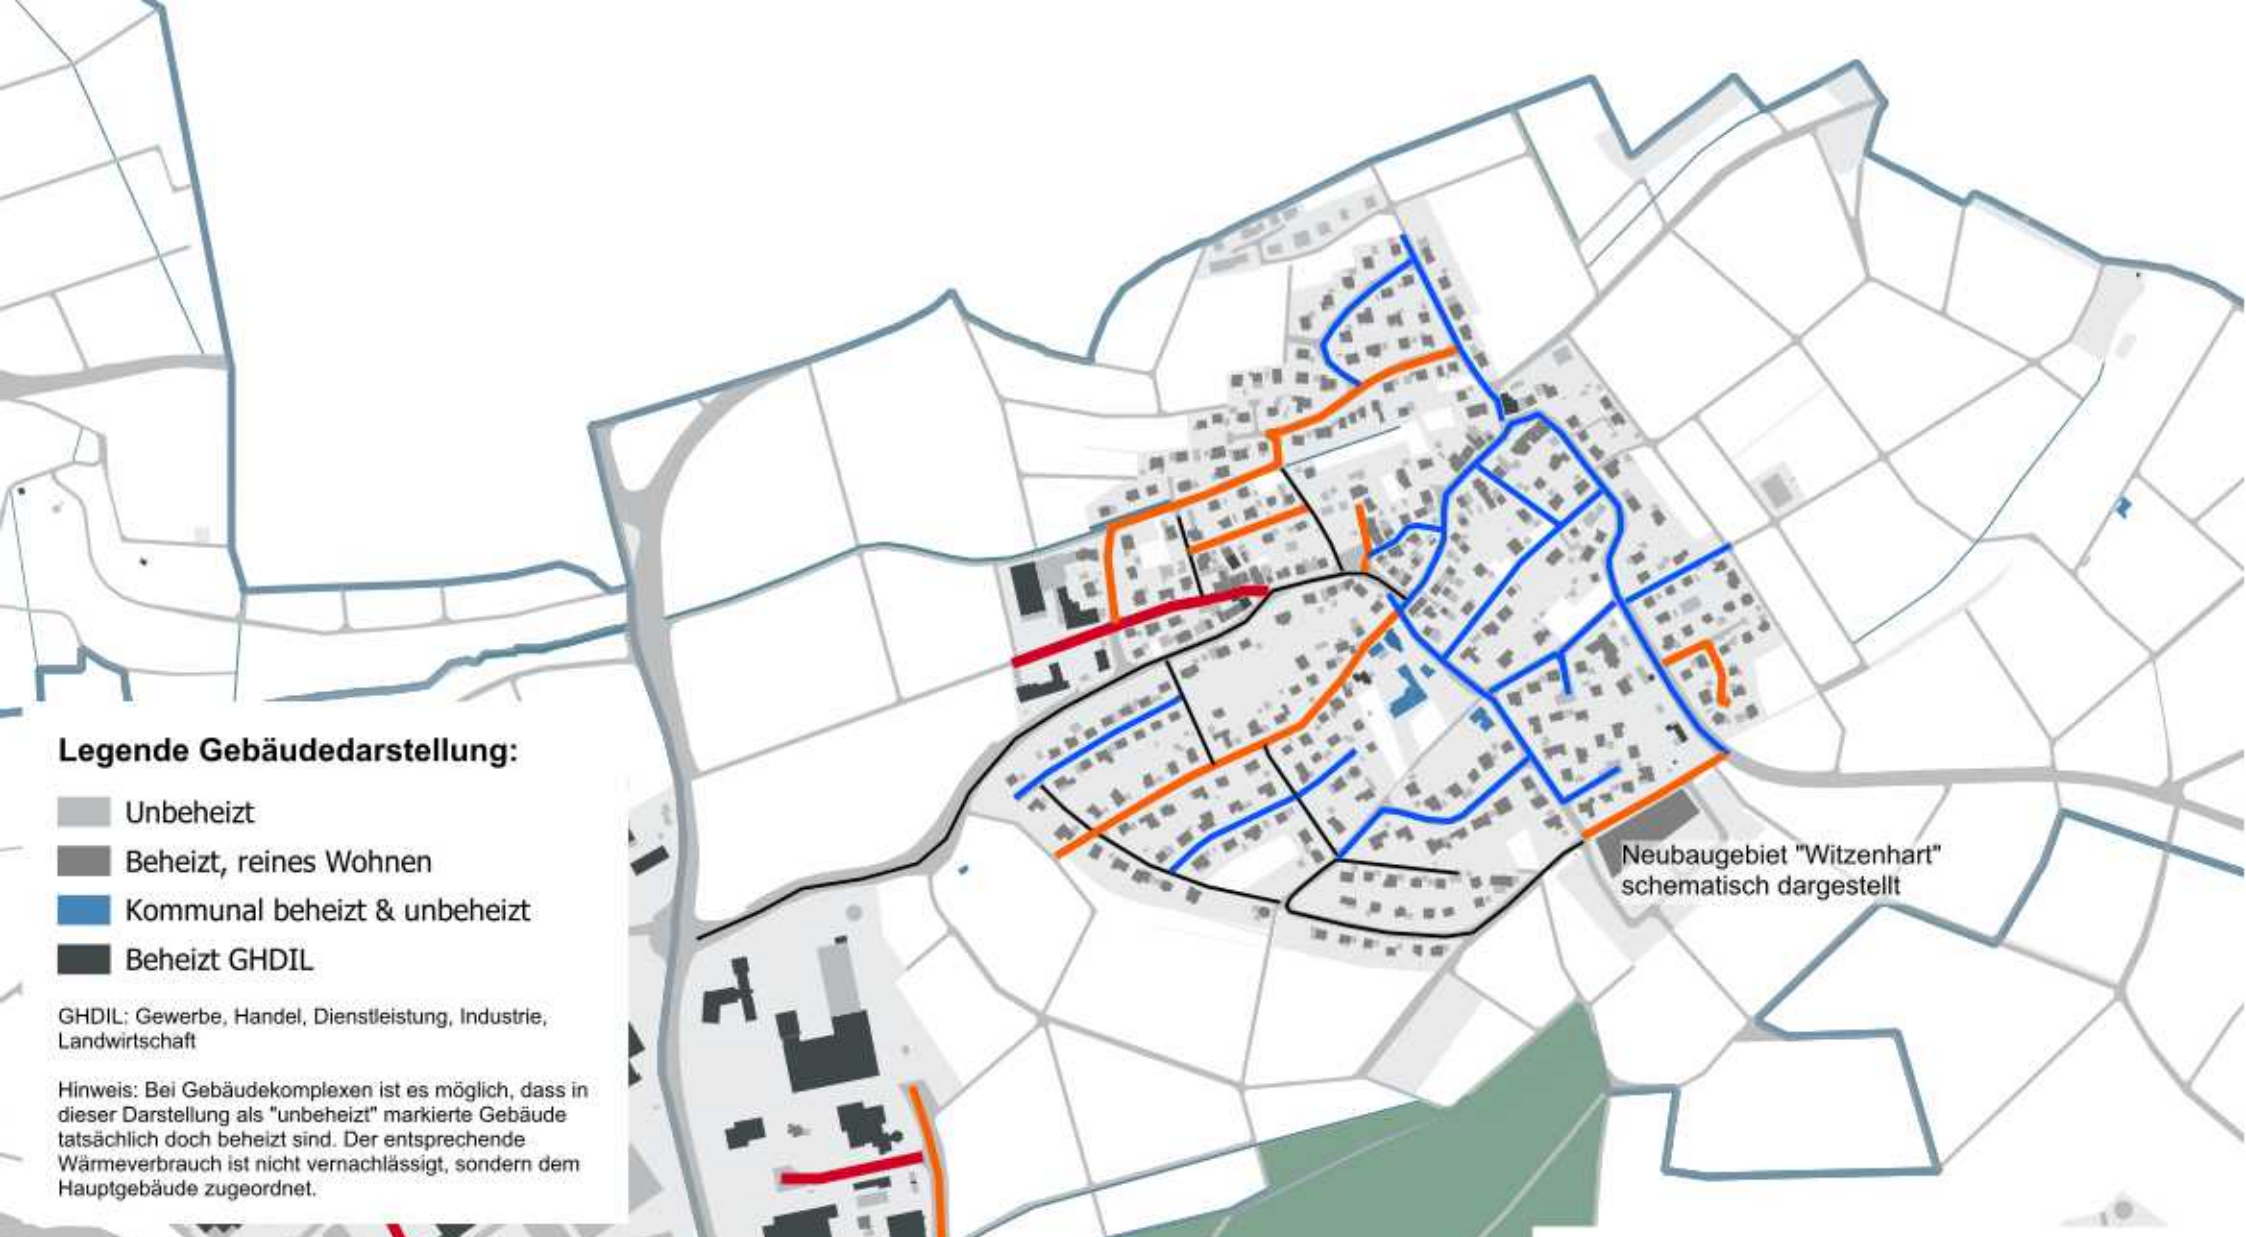 Legende Gebäudedarstellung:
Unbeheizt
Beheizt, reines Wohnen
Kommunal beheizt & unbeheizt
Beheizt GHDIL
GHDIL: Gewerbe, Handel, Dienstleistung, Industrie,
Landwirtschaft
Hinweis: Bei Gebäudekomplexen ist es möglich, dass in
dieser Darstellung als "unbeheizt" markierte Gebäude
tatsächlich doch beheizt sind. Der entsprechende
Wärmeverbrauch ist nicht vernachlässigt, sondern dem
Hauptgebäude zugeordnet.
Neubaugebiet "Witzenhart"
schematisch dargestellt